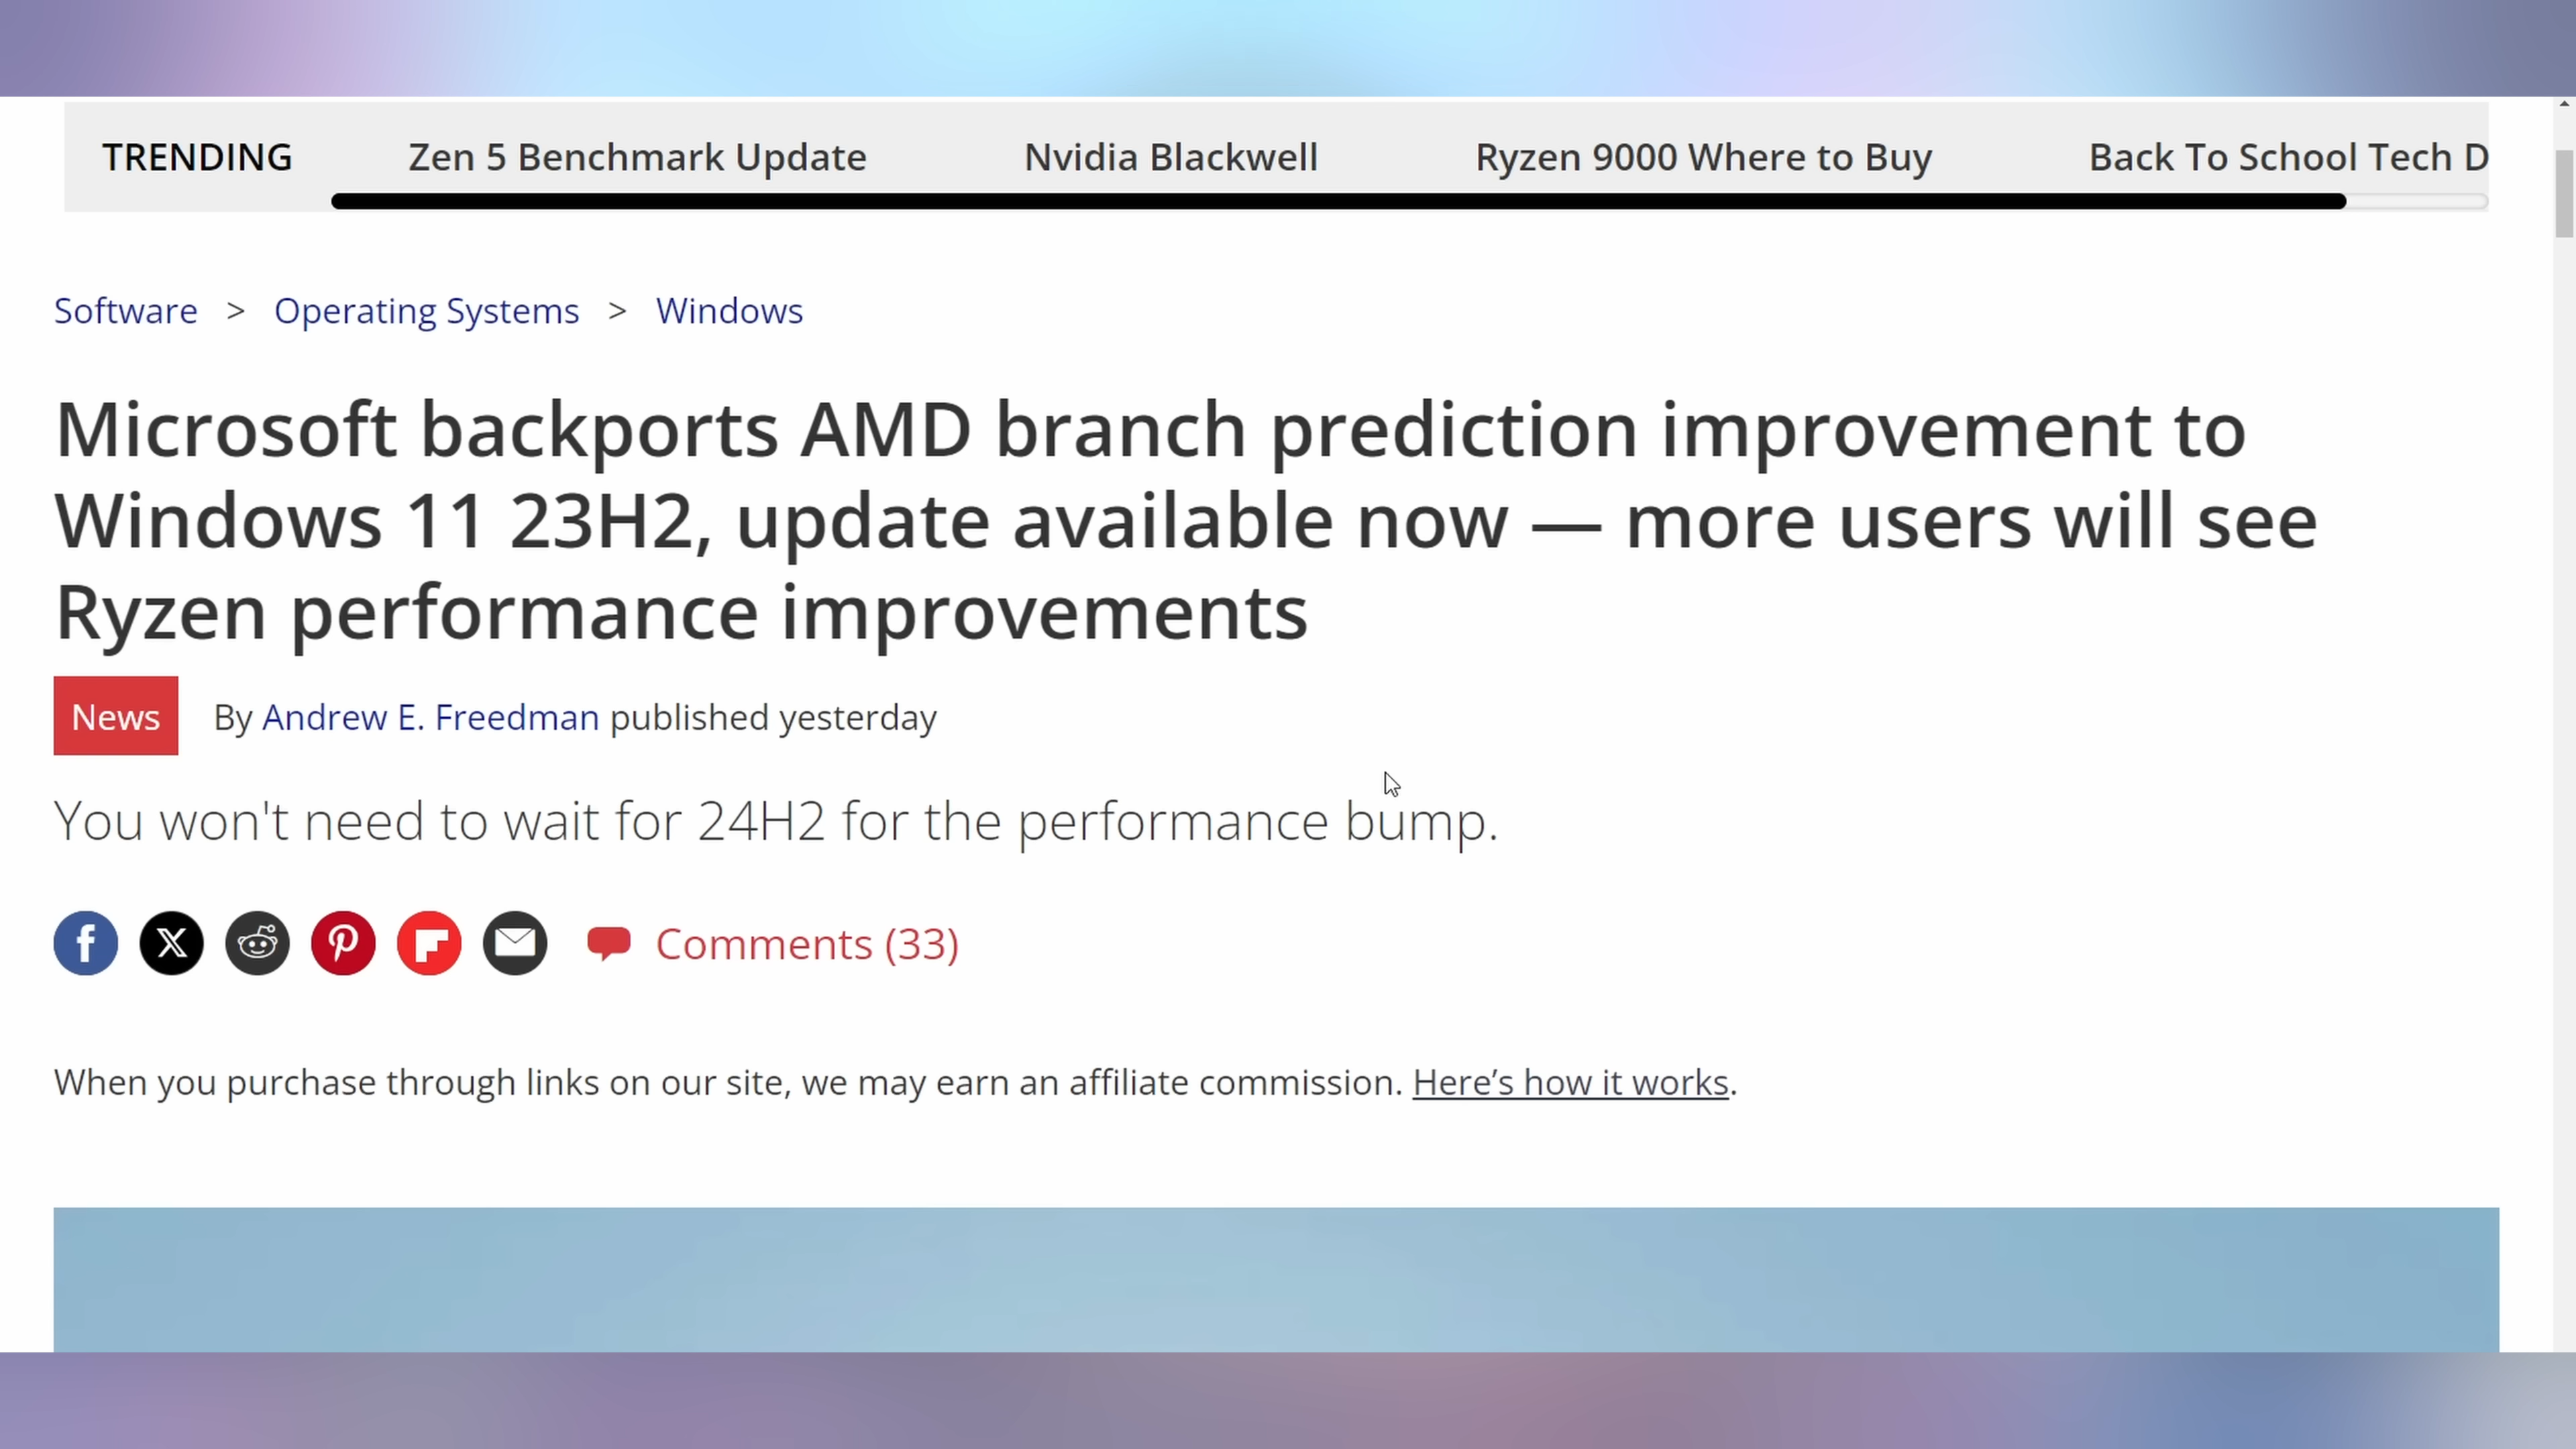 TRENDING Zen 5 Benchmark Update Nvidia Blackwell Ryzen 9000 Where to Buy Back To School Tech D
Software > Operating Systems > Windows
Microsoft backports AMD branch prediction improvement to
Windows 11 23H2, update available now — more users will see
Ryzen performance improvements
News By Andrew E. Freedman published yesterday
You won't need to wait for 24H2 for the performance bump.
Comments (33)
When you purchase through links on our site, we may earn an affiliate commission. Here’s how it works.